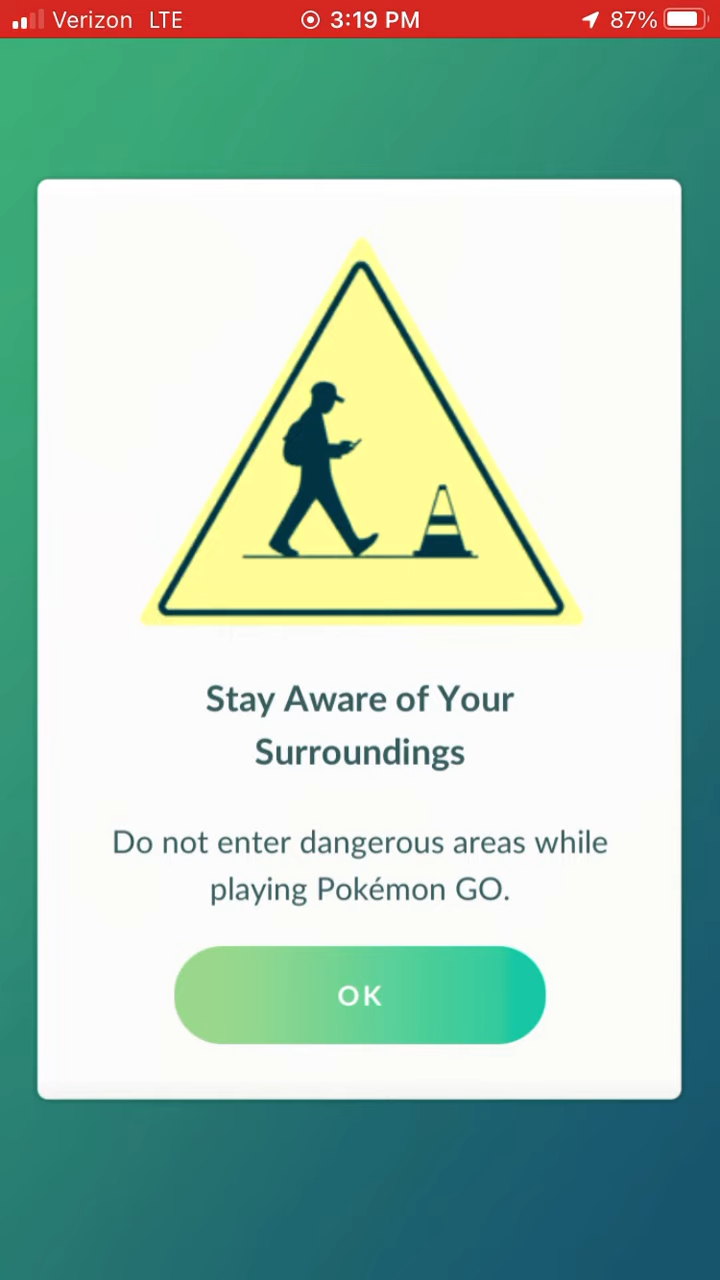 Verizon LTE 3:19 PM 87%
Stay Aware of Your
Surroundings
Do not enter dangerous areas while
playing Pokémon GO.
OK